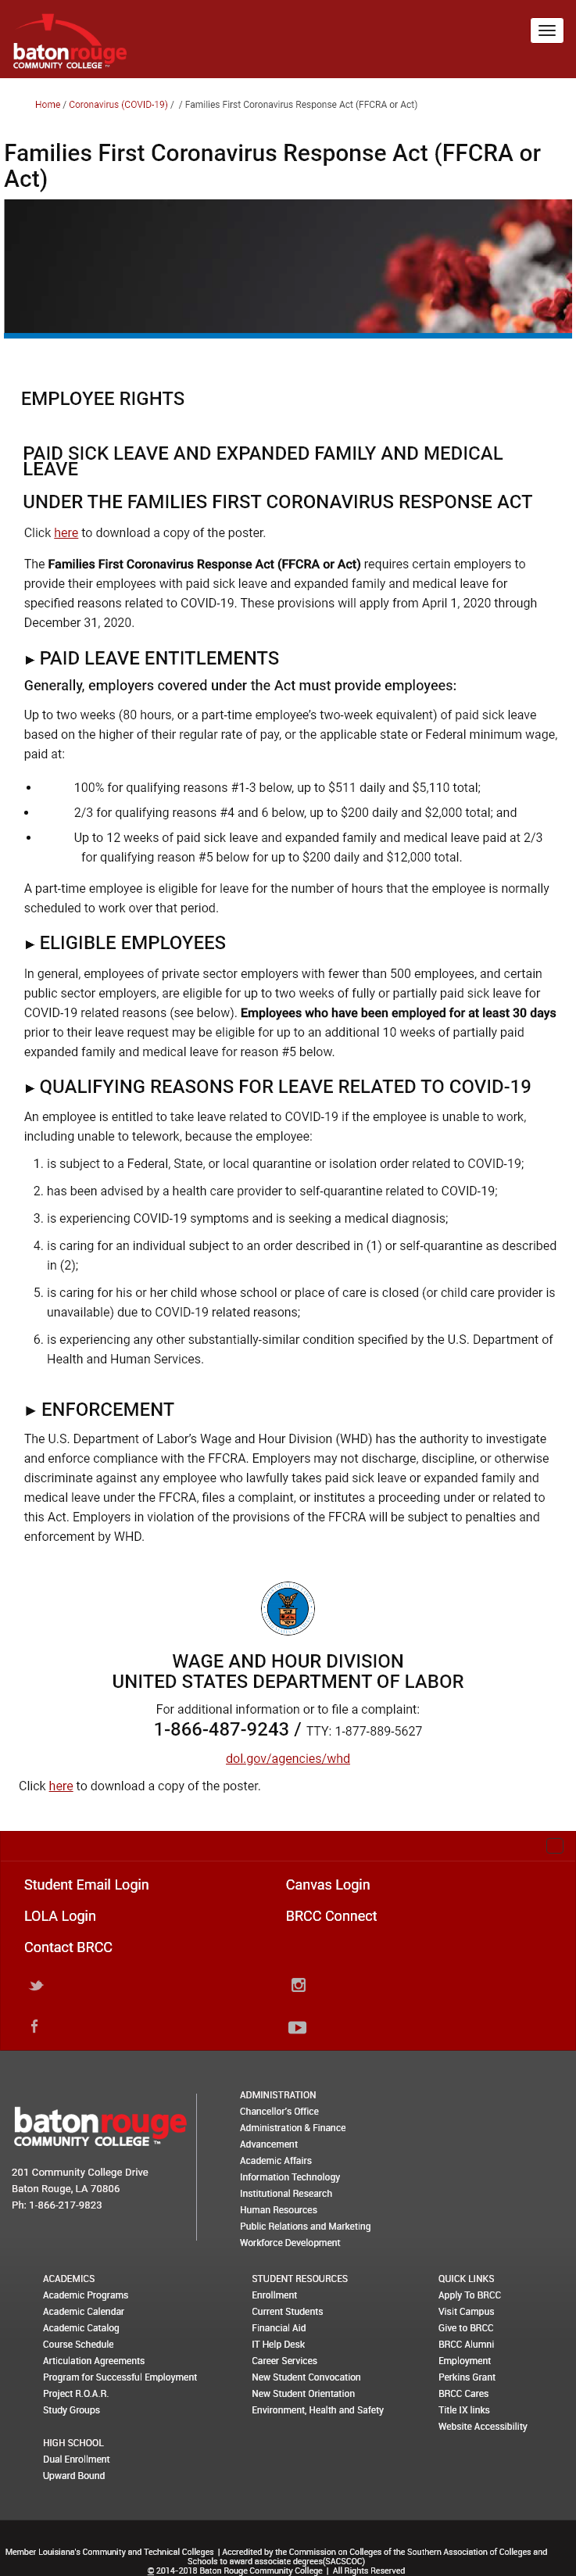 batonrouge
COMMUNITY COLLEGE ™
Home / Coronavirus (COVID-19) / / Families First Coronavirus Response Act (FFCRA or Act)
Families First Coronavirus Response Act (FFCRA or
Act)
EMPLOYEE RIGHTS
PAID SICK LEAVE AND EXPANDED FAMILY AND MEDICAL
LEAVE
UNDER THE FAMILIES FIRST CORONAVIRUS RESPONSE ACT
Click here to download a copy of the poster.
The Families First Coronavirus Response Act (FFCRA or Act) requires certain employers to
provide their employees with paid sick leave and expanded family and medical leave for
specified reasons related to COVID-19. These provisions will apply from April 1, 2020 through
December 31, 2020.
► PAID LEAVE ENTITLEMENTS
Generally, employers covered under the Act must provide employees:
Up to two weeks (80 hours, or a part-time employee’s two-week equivalent) of paid sick leave
based on the higher of their regular rate of pay, or the applicable state or Federal minimum wage,
paid at:
• 100% for qualifying reasons #1-3 below, up to $511 daily and $5,110 total;
• 2/3 for qualifying reasons #4 and 6 below, up to $200 daily and $2,000 total; and
• Up to 12 weeks of paid sick leave and expanded family and medical leave paid at 2/3
for qualifying reason #5 below for up to $200 daily and $12,000 total.
A part-time employee is eligible for leave for the number of hours that the employee is normally
scheduled to work over that period.
► ELIGIBLE EMPLOYEES
In general, employees of private sector employers with fewer than 500 employees, and certain
public sector employers, are eligible for up to two weeks of fully or partially paid sick leave for
COVID-19 related reasons (see below). Employees who have been employed for at least 30 days
prior to their leave request may be eligible for up to an additional 10 weeks of partially paid
expanded family and medical leave for reason #5 below.
► QUALIFYING REASONS FOR LEAVE RELATED TO COVID-19
An employee is entitled to take leave related to COVID-19 if the employee is unable to work,
including unable to telework, because the employee:
1. is subject to a Federal, State, or local quarantine or isolation order related to COVID-19;
2. has been advised by a health care provider to self-quarantine related to COVID-19;
3. is experiencing COVID-19 symptoms and is seeking a medical diagnosis;
4. is caring for an individual subject to an order described in (1) or self-quarantine as described
in (2);
5. is caring for his or her child whose school or place of care is closed (or child care provider is
unavailable) due to COVID-19 related reasons;
6. is experiencing any other substantially-similar condition specified by the U.S. Department of
Health and Human Services.
► ENFORCEMENT
The U.S. Department of Labor’s Wage and Hour Division (WHD) has the authority to investigate
and enforce compliance with the FFCRA. Employers may not discharge, discipline, or otherwise
discriminate against any employee who lawfully takes paid sick leave or expanded family and
medical leave under the FFCRA, files a complaint, or institutes a proceeding under or related to
this Act. Employers in violation of the provisions of the FFCRA will be subject to penalties and
enforcement by WHD.
WAGE AND HOUR DIVISION
UNITED STATES DEPARTMENT OF LABOR
For additional information or to file a complaint:
1-866-487-9243 / TTY: 1-877-889-5627
dol.gov/agencies/whd
Click here to download a copy of the poster.
Student Email Login
Canvas Login
LOLA Login
BRCC Connect
Contact BRCC
batonrouge
COMMUNITY COLLEGE ™
201 Community College Drive
Baton Rouge, LA 70806
Ph: 1-866-217-9823
ADMINISTRATION
Chancellor's Office
Administration & Finance
Advancement
Academic Affairs
Information Technology
Institutional Research
Human Resources
Public Relations and Marketing
Workforce Development
ACADEMICS
Academic Programs
Academic Calendar
Academic Catalog
Course Schedule
Articulation Agreements
Program for Successful Employment
Project R.O.A.R.
Study Groups
HIGH SCHOOL
Dual Enrollment
Upward Bound
STUDENT RESOURCES
Enrollment
Current Students
Financial Aid
IT Help Desk
Career Services
New Student Convocation
New Student Orientation
Environment, Health and Safety
QUICK LINKS
Apply To BRCC
Visit Campus
Give to BRCC
BRCC Alumni
Employment
Perkins Grant
BRCC Cares
Title IX links
Website Accessibility
Member Louisiana's Community and Technical Colleges | Accredited by the Commission on Colleges of the Southern Association of Colleges and
Schools to award associate degrees(SACSCOC)
© 2014-2018 Baton Rouge Community College | All Rights Reserved